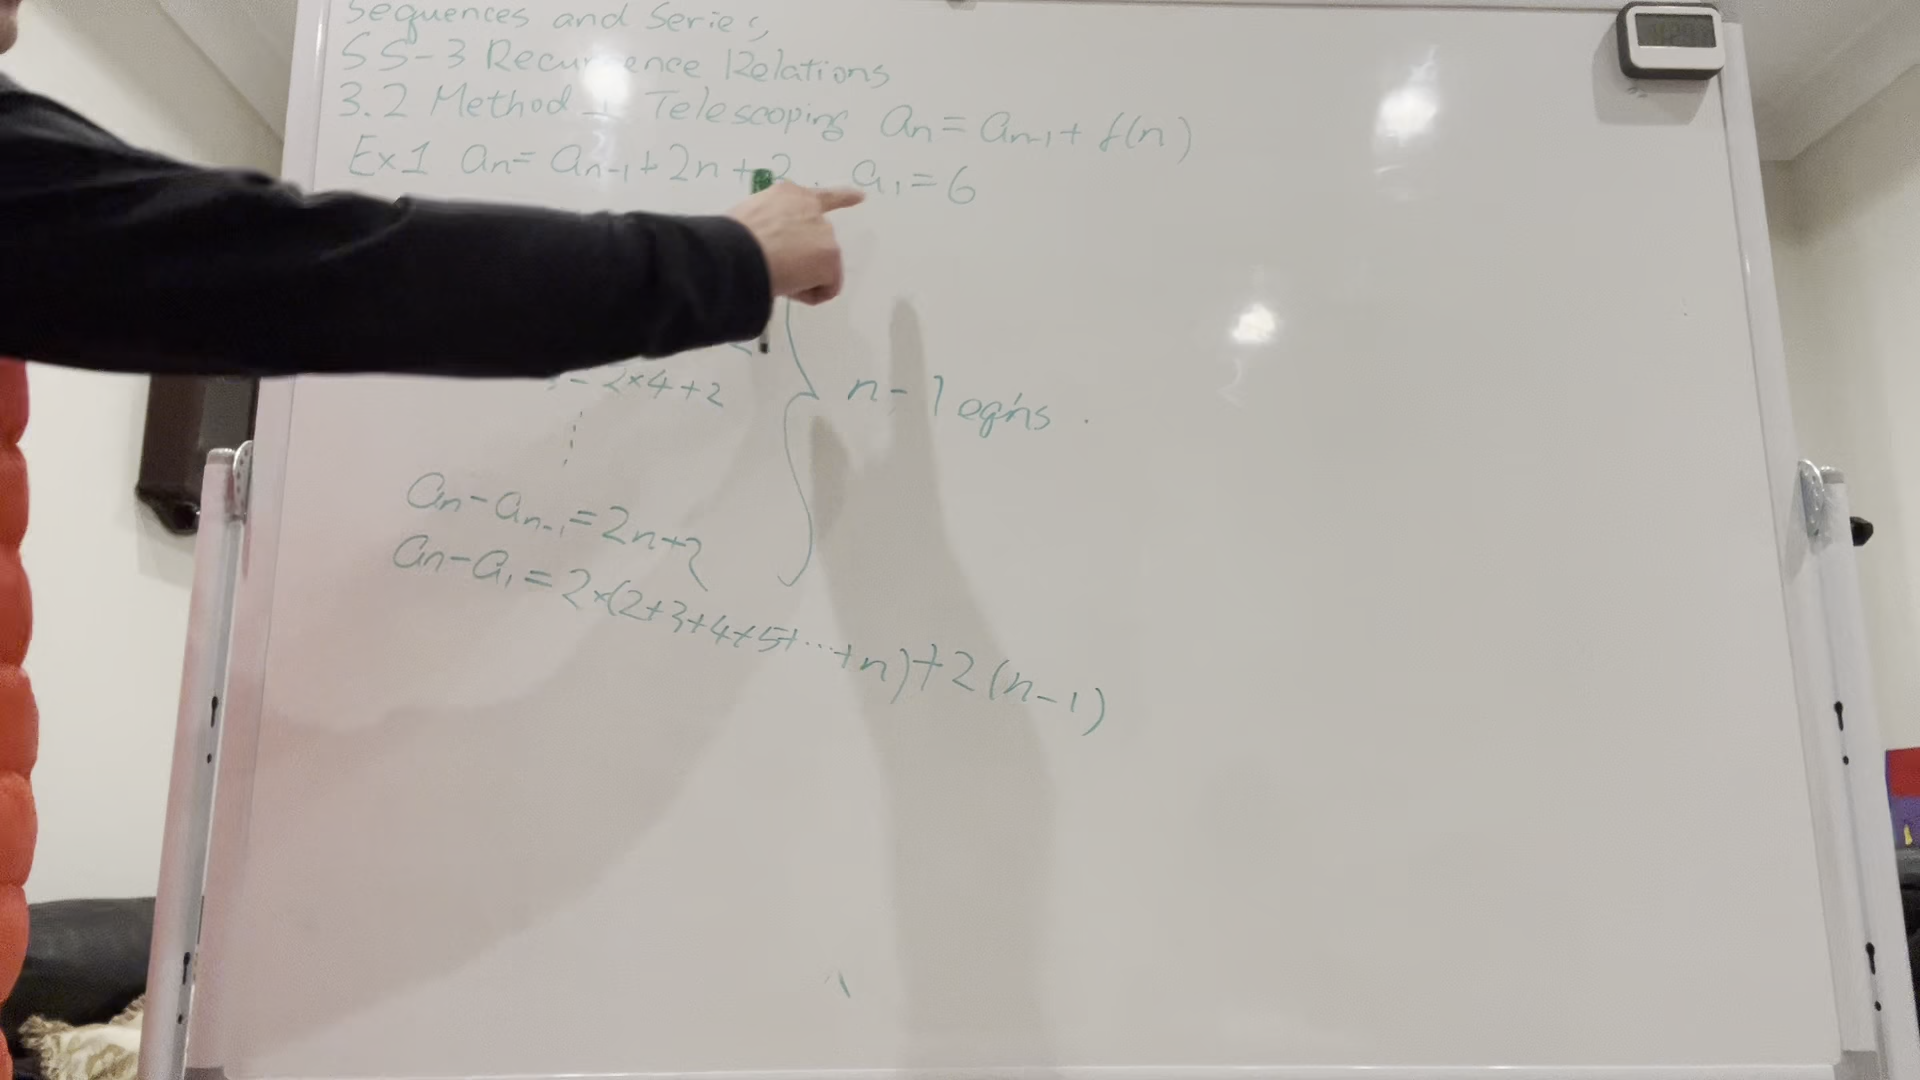 Sequences and Series
SS-3 Recurrence Relations
3.2 Method 1 Telescoping an = an-1 + f(n)
Ex1 an = an-1 + 2n + 2, a1 = 6
2×4+2
n-1 eq'ns.
an - an-1 = 2n+2
an - a1 = 2×(2+3+4+5+...+n)+2(n-1)